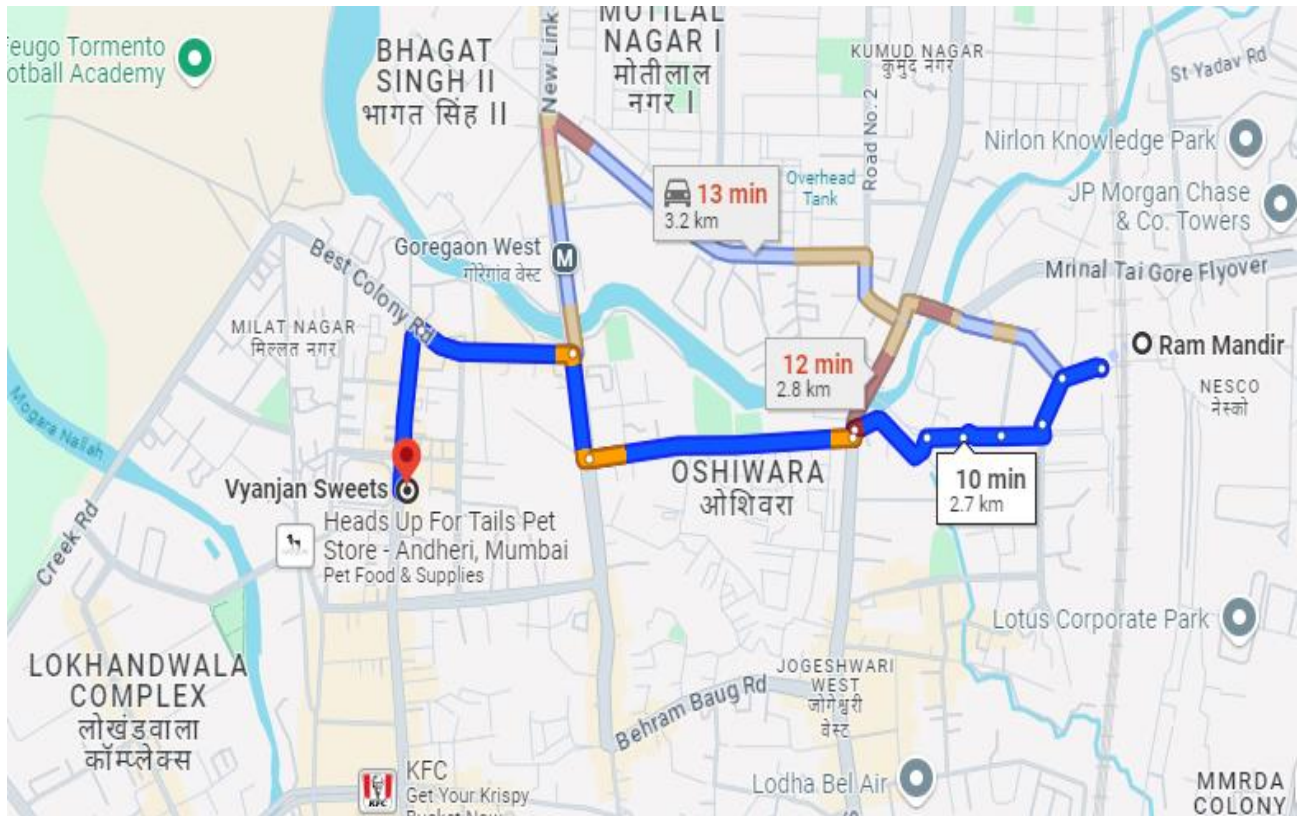 MOTILAL
NAGAR I
मोतीलाल
नगर I
BHAGAT
SINGH II
भागत सिंह II
New Link
KUMUD NAGAR
कुमुद नगर
St Yadav Rd
Feugo Tormento
ootball Academy
Nirlon Knowledge Park
Road No. 2
Overhead
Tank
13 min
3.2 km
JP Morgan Chase
& Co. Towers
Goregaon West
गोरेगांव वेस्ट
M
Best Colony Rd
Mrinal Tai Gore Flyover
MILAT NAGAR
मिल्लत नगर
12 min
2.8 km
Ram Mandir
NESCO
नेस्को
Mogara Nallah
OSHIWARA
ओशिवरा
10 min
2.7 km
Vyanjan Sweets
Heads Up For Tails Pet
Store - Andheri, Mumbai
Pet Food & Supplies
Creek Rd
Lotus Corporate Park
LOKHANDWALA
COMPLEX
लोखंडवाला
कॉम्प्लेक्स
JOGESHWARI
WEST
जोगेश्वरी
वेस्ट
Behram Baug Rd
KFC
KFC
Get Your Krispy
Lodha Bel Air
MMRDA
COLONY